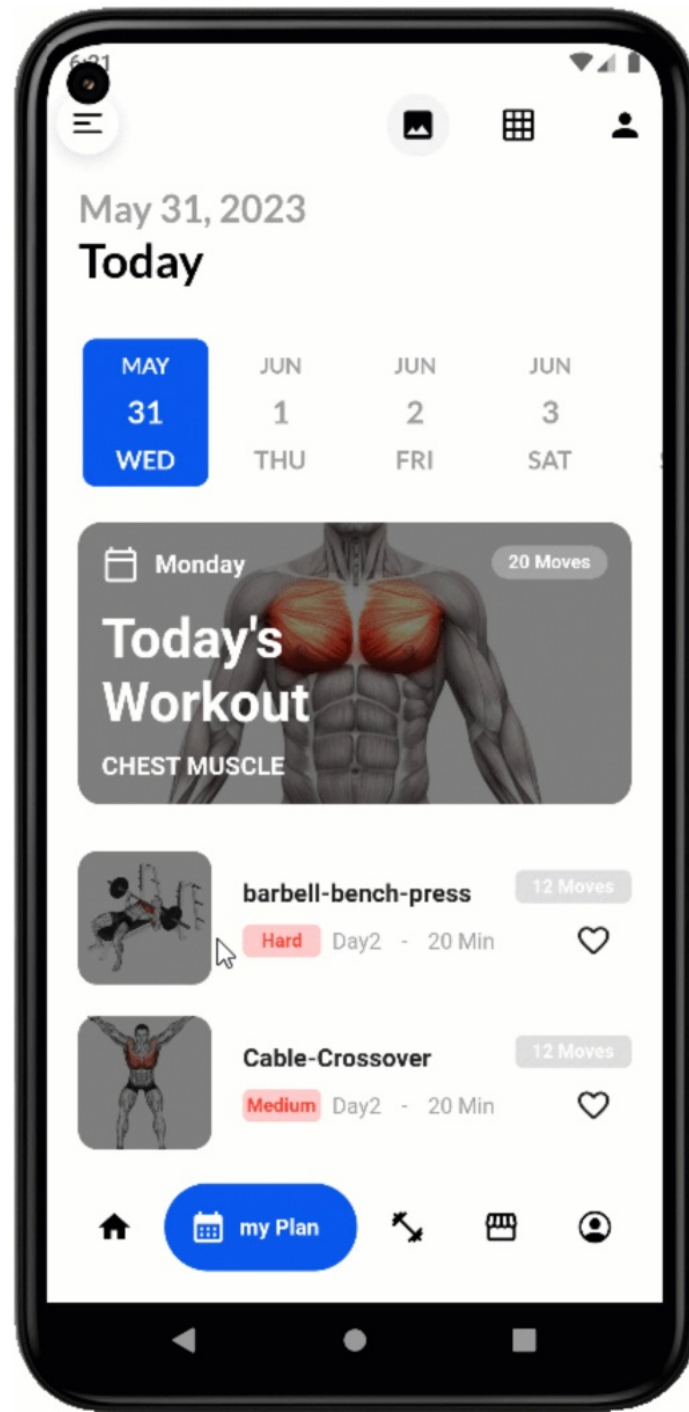 6:21
May 31, 2023
Today
MAY JUN JUN JUN
31 1 2 3
WED THU FRI SAT
Monday 20 Moves
Today's
Workout
CHEST MUSCLE
barbell-bench-press 12 Moves
Hard Day2 - 20 Min
Cable-Crossover 12 Moves
Medium Day2 - 20 Min
my Plan